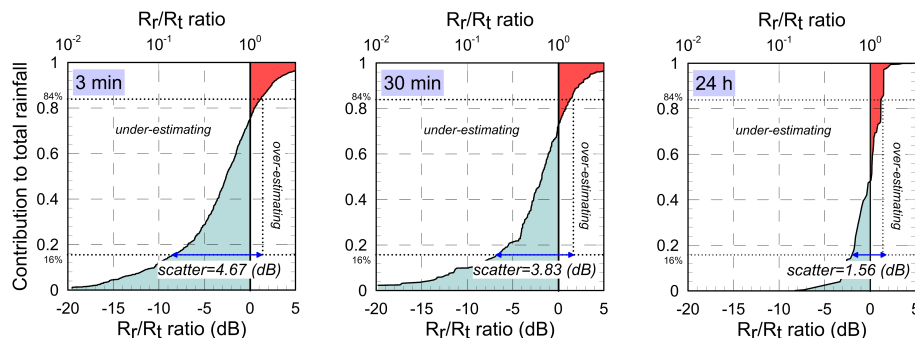 Rr/Rt ratio
10-2 10-1 100
Contribution to total rainfall
1
0.8
0.6
0.4
0.2
0
84%
16%
3 min
under-estimating
over-estimating
scatter=4.67 (dB)
-20 -15 -10 -5 0 5
Rr/Rt ratio (dB)
Rr/Rt ratio
10-2 10-1 100
1
0.8
0.6
0.4
0.2
0
84%
16%
30 min
under-estimating
over-estimating
scatter=3.83 (dB)
-20 -15 -10 -5 0 5
Rr/Rt ratio (dB)
Rr/Rt ratio
10-2 10-1 100
1
0.8
0.6
0.4
0.2
0
84%
16%
24 h
under-estimating
over-estimating
scatter=1.56 (dB)
-20 -15 -10 -5 0 5
Rr/Rt ratio (dB)